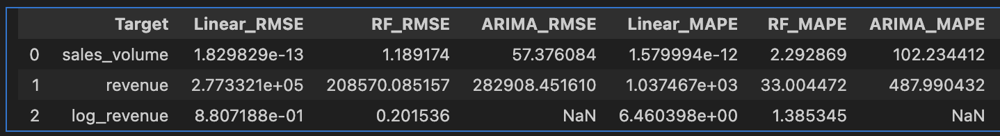 Target Linear_RMSE RF_RMSE ARIMA_RMSE Linear_MAPE RF_MAPE ARIMA_MAPE
0 sales_volume 1.829829e-13 1.189174 57.376084 1.579994e-12 2.292869 102.234412
1 revenue 2.773321e+05 208570.085157 282908.451610 1.037467e+03 33.004472 487.990432
2 log_revenue 8.807188e-01 0.201536 NaN 6.460398e+00 1.385345 NaN